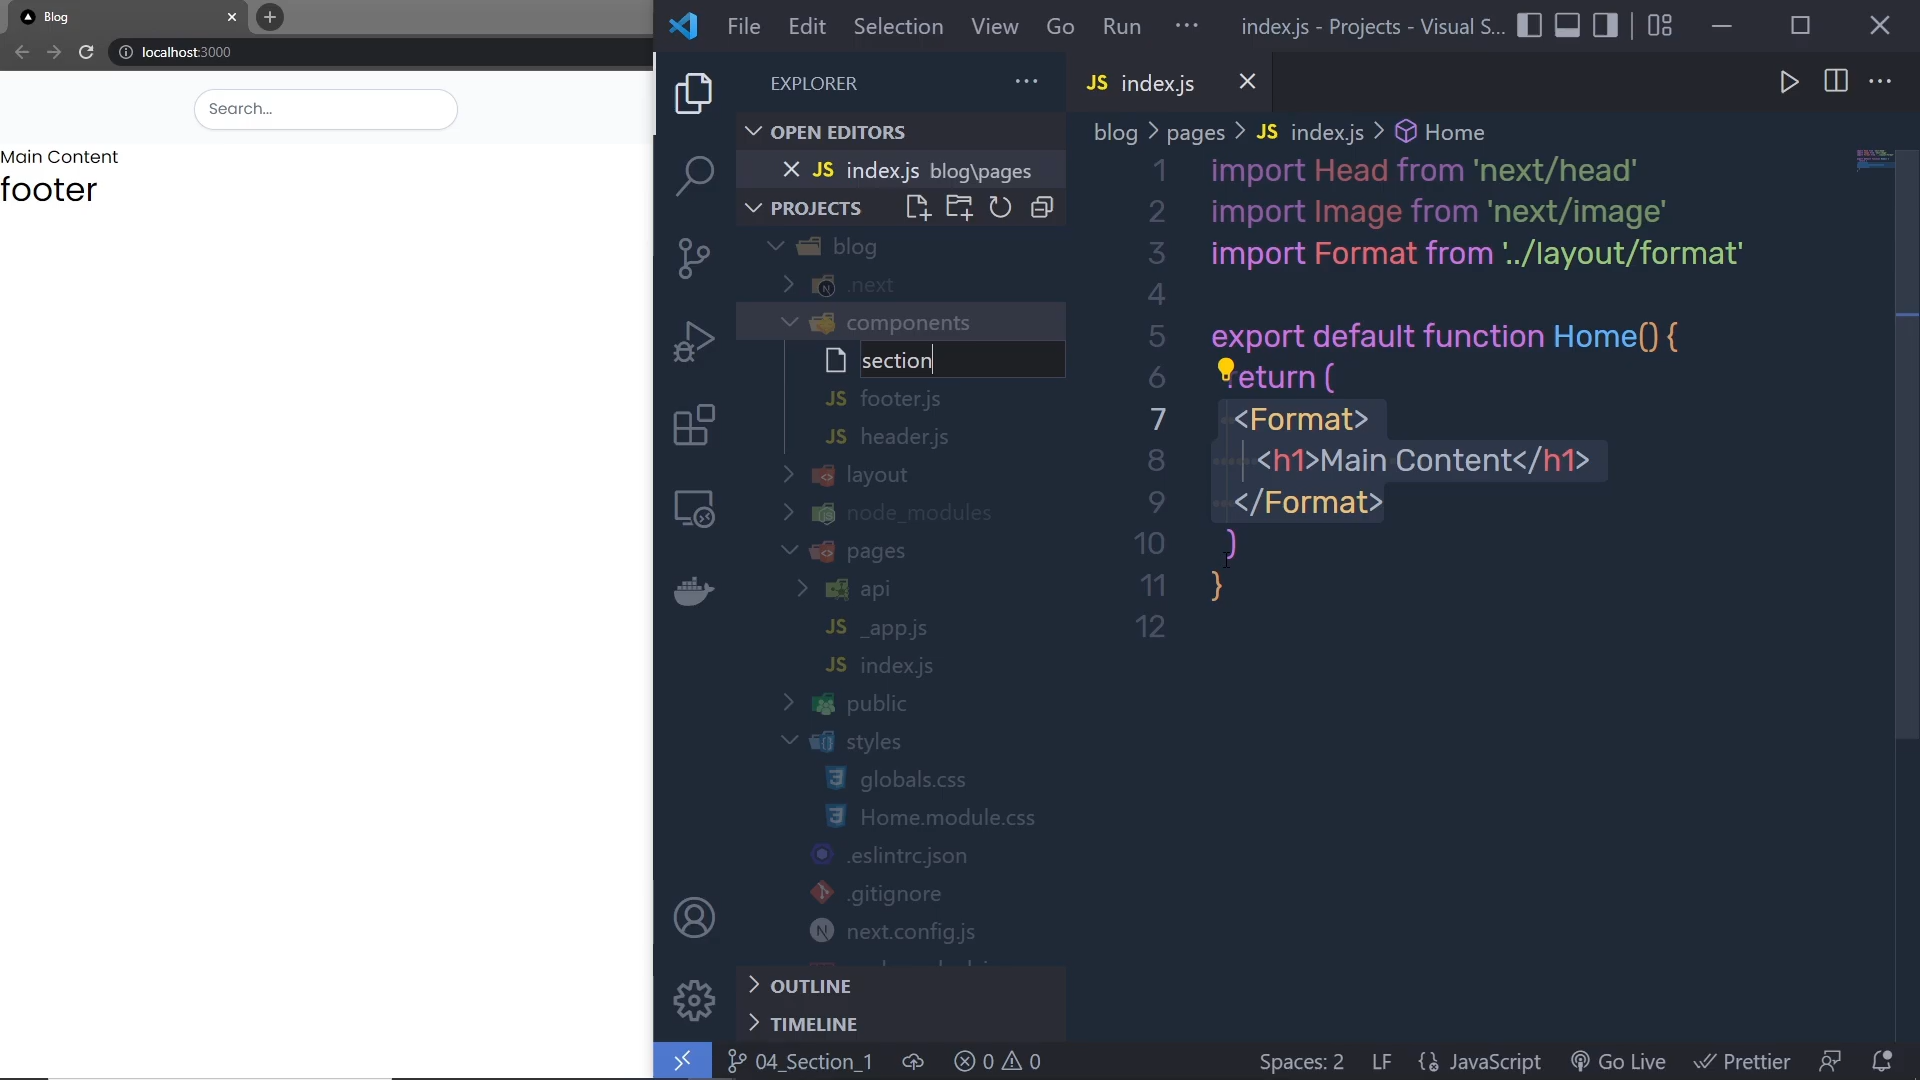 Blog
localhost:3000
Search...
Main Content
footer
File Edit Selection View Go Run ··· index.js - Projects - Visual S...
EXPLORER
OPEN EDITORS
JS index.js blog\pages
PROJECTS
blog
.next
components
section
JS footer.js
JS header.js
layout
node_modules
pages
api
JS _app.js
JS index.js
public
styles
globals.css
Home.module.css
.eslintrc.json
.gitignore
next.config.js
OUTLINE
TIMELINE
JS index.js
blog > pages > JS index.js > Home
1 import Head from 'next/head'
2 import Image from 'next/image'
3 import Format from '../layout/format'
4
5 export default function Home() {
6 return (
7 <Format>
8 <h1>Main Content</h1>
9 </Format>
10 )
11 }
12
04_Section_1 0 0 Spaces: 2 LF JavaScript Go Live Prettier